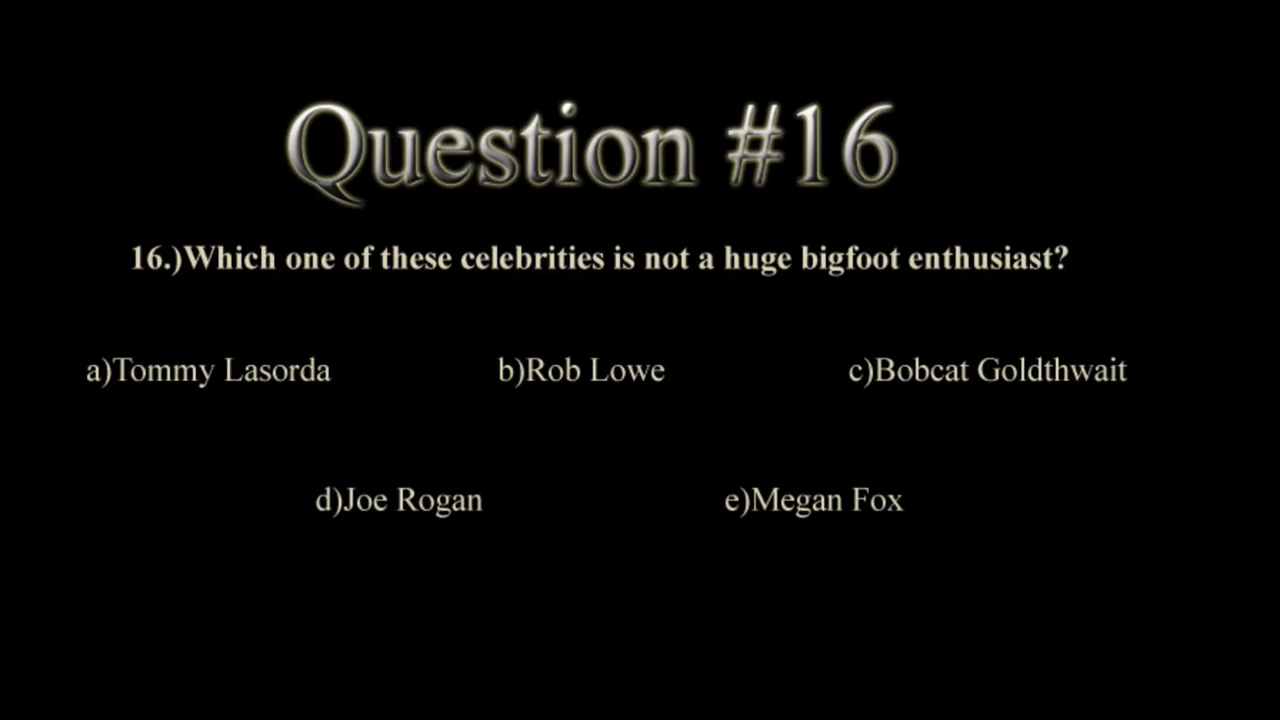 Question #16
16.)Which one of these celebrities is not a huge bigfoot enthusiast?
a)Tommy Lasorda b)Rob Lowe c)Bobcat Goldthwait
d)Joe Rogan e)Megan Fox